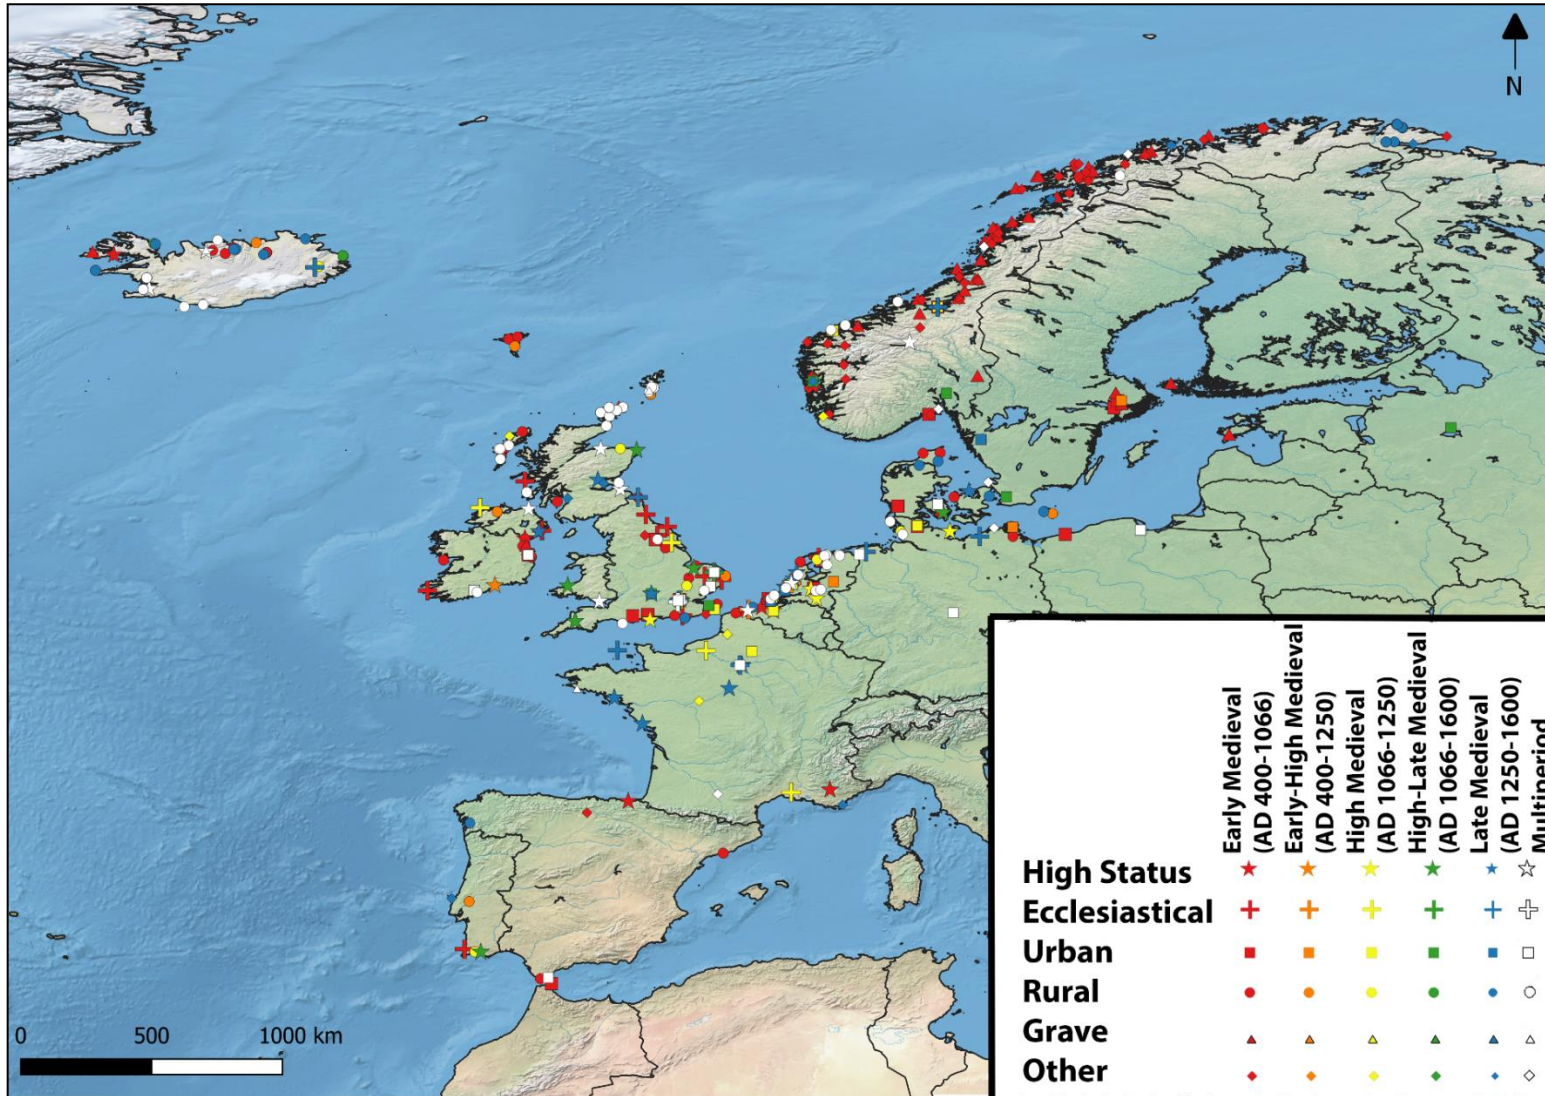 N
Early Medieval
(AD 400-1066)
Early-High Medieval
(AD 400-1250)
High Medieval
(AD 1066-1250)
High-Late Medieval
(AD 1066-1600)
Late Medieval
(AD 1250-1600)
Multiperiod
High Status
Ecclesiastical
Urban
Rural
Grave
Other
0 500 1000 km